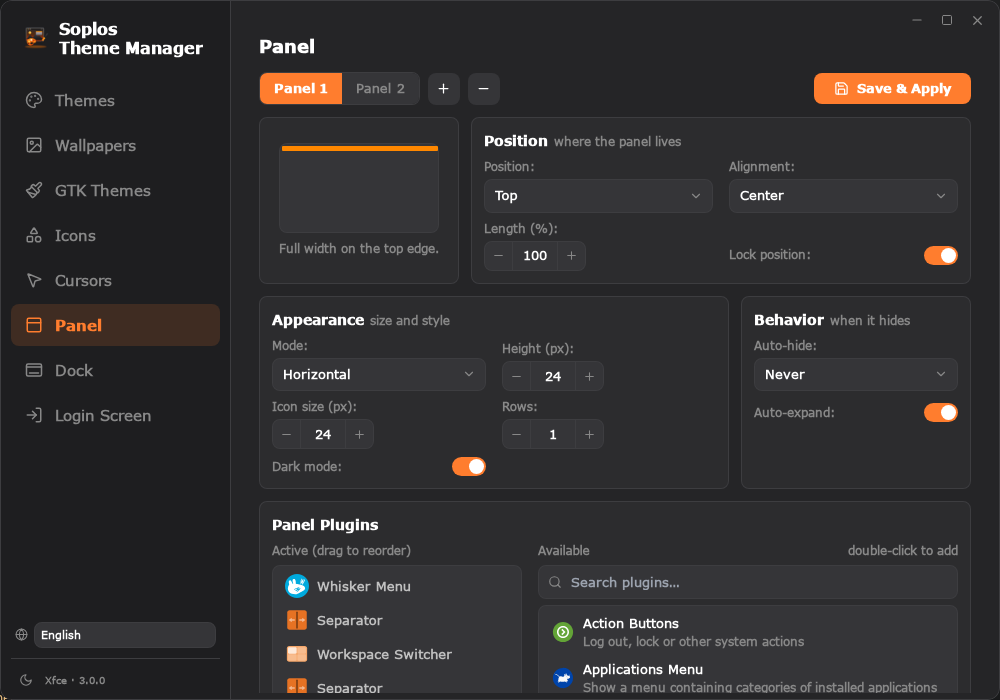 Soplos
Theme Manager
Themes
Wallpapers
GTK Themes
Icons
Cursors
Panel
Dock
Login Screen
English
Xfce • 3.0.0
Panel
Panel 1
Panel 2
+
−
Save & Apply
Full width on the top edge.
Position where the panel lives
Position:
Alignment:
Top
Center
Length (%):
− 100 +
Lock position:
Appearance size and style
Mode:
Height (px):
Horizontal
− 24 +
Icon size (px):
Rows:
− 24 +
− 1 +
Dark mode:
Behavior when it hides
Auto-hide:
Never
Auto-expand:
Panel Plugins
Active (drag to reorder)
Whisker Menu
Separator
Workspace Switcher
Separator
Available
double-click to add
Search plugins...
Action Buttons
Log out, lock or other system actions
Applications Menu
Show a menu containing categories of installed applications